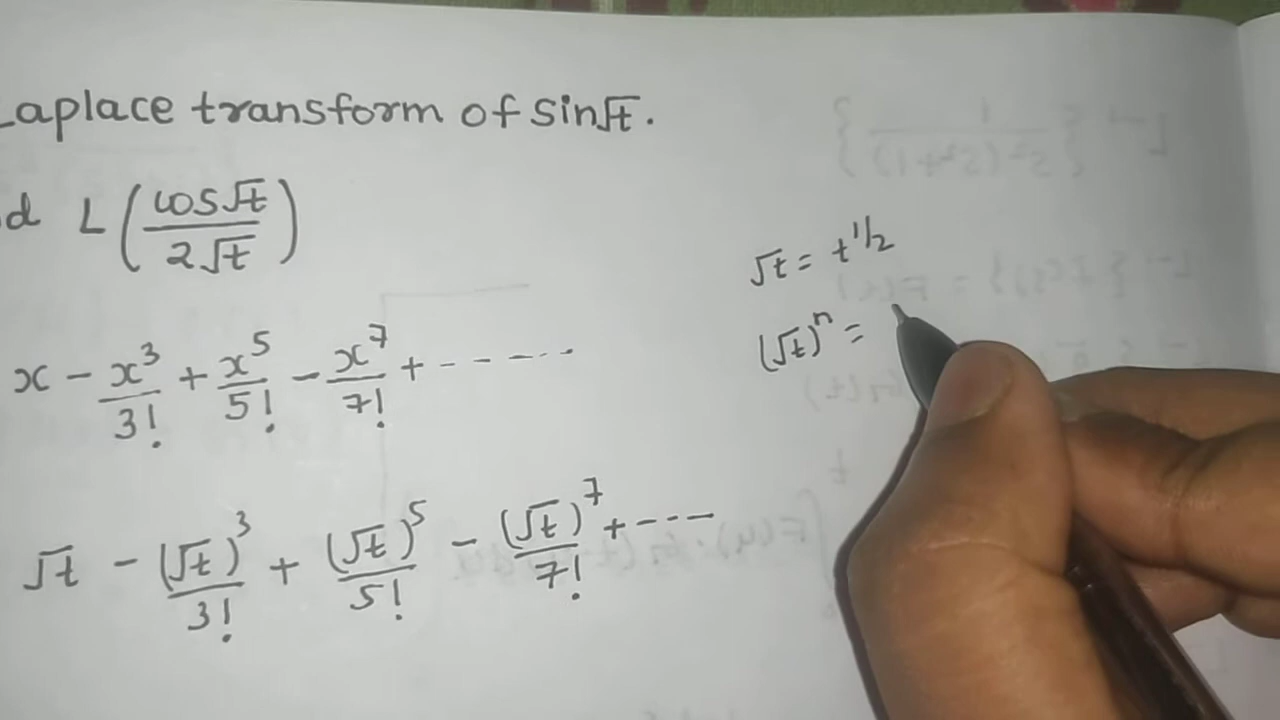 Laplace transform of sin√t.
d L(cos√t / 2√t)
x - x³/3! + x⁵/5! - x⁷/7! + ------
√t - (√t)³/3! + (√t)⁵/5! - (√t)⁷/7! + ---
√t = t^1/2
(√t)ⁿ =